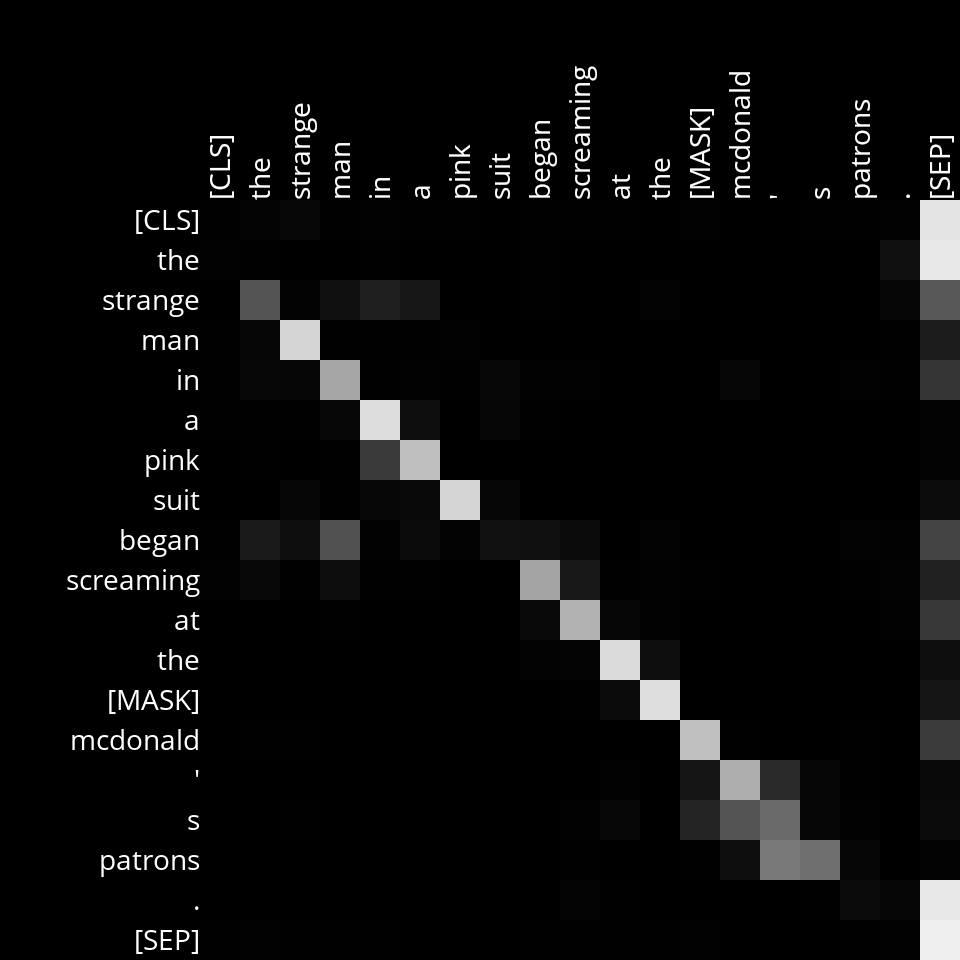 [CLS]
the
strange
man
in
a
pink
suit
began
screaming
at
the
[MASK]
mcdonald
'
s
patrons
.
[SEP]
[CLS]
the
strange
man
in
a
pink
suit
began
screaming
at
the
[MASK]
mcdonald
'
s
patrons
.
[SEP]